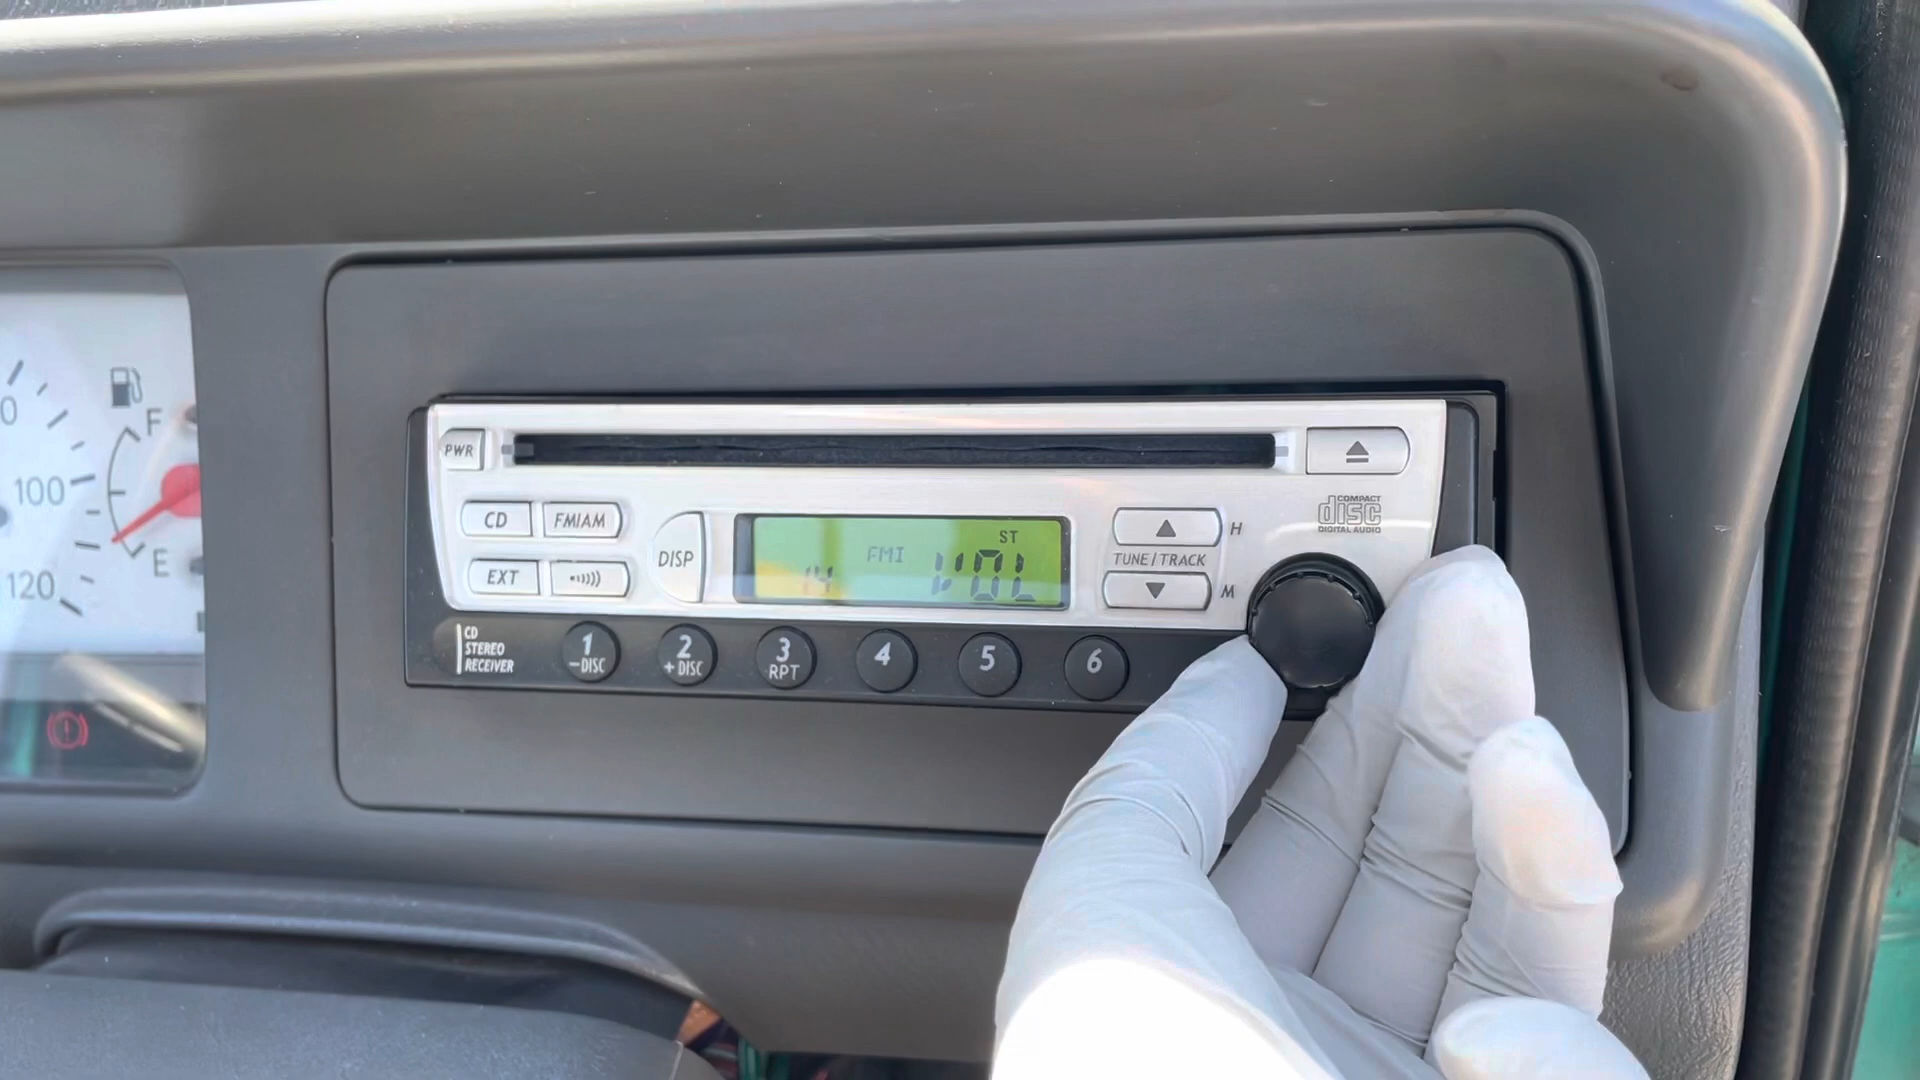 F
100
E
120
PWR
COMPACT
disc
DIGITAL AUDIO
CD
FM/AM
DISP
EXT
ST
FM1
14
VOL
H
TUNE / TRACK
M
CD
STEREO
RECEIVER
1
–DISC
2
+DISC
3
RPT
4
5
6